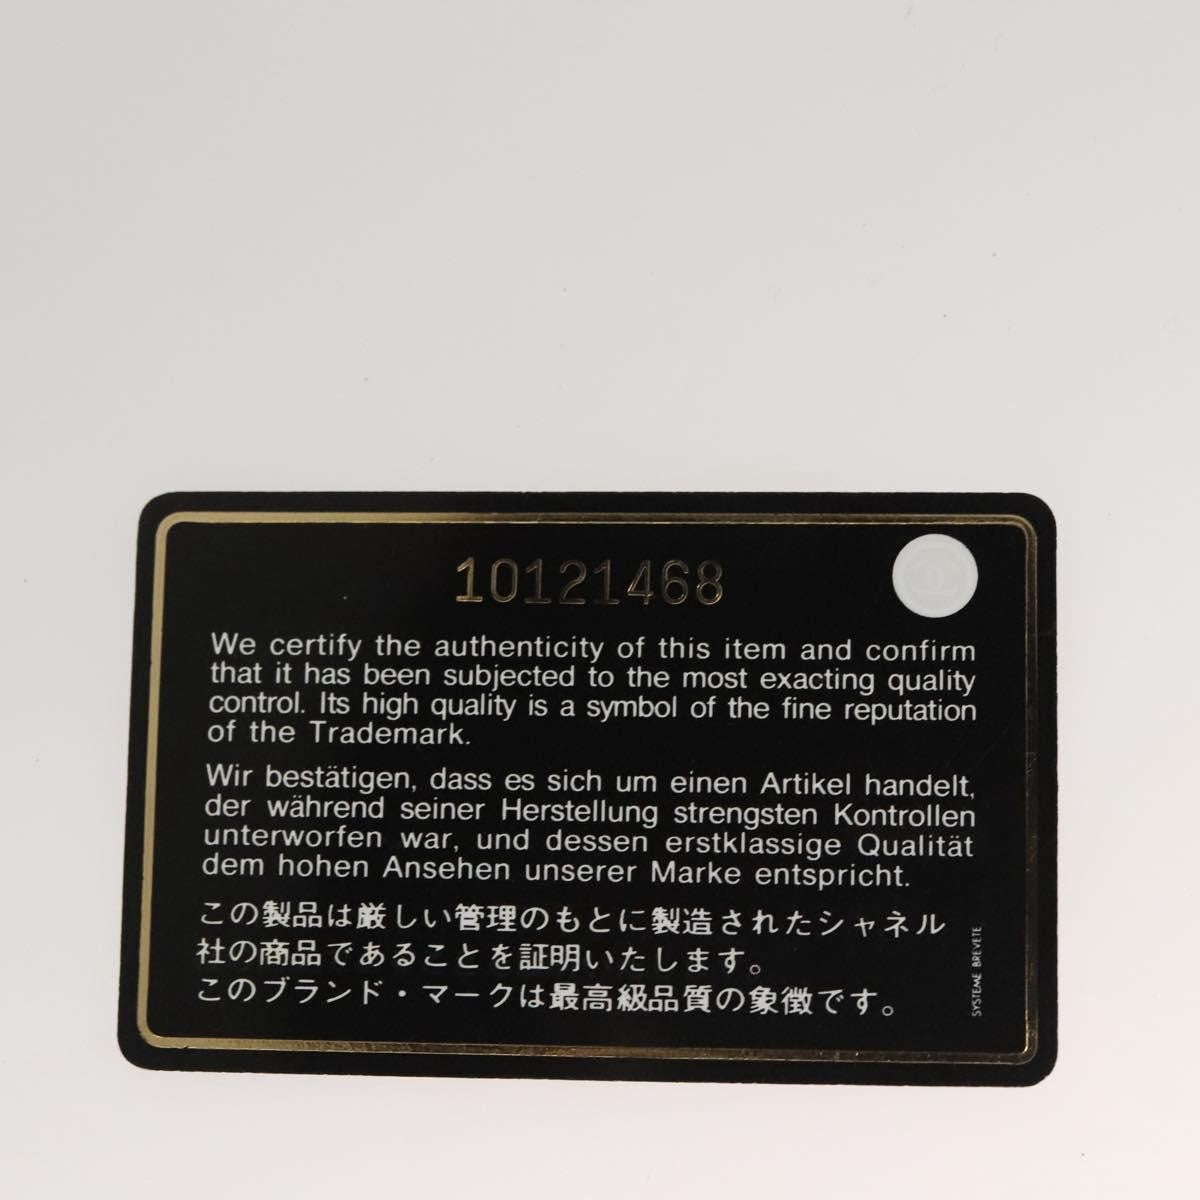 10121468
We certify the authenticity of this item and confirm
that it has been subjected to the most exacting quality
control. Its high quality is a symbol of the fine reputation
of the Trademark.
Wir bestätigen, dass es sich um einen Artikel handelt,
der während seiner Herstellung strengsten Kontrollen
unterworfen war, und dessen erstklassige Qualität
dem hohen Ansehen unserer Marke entspricht.
この製品は厳しい管理のもとに製造されたシャネル
社の商品であることを証明いたします。
このブランド・マークは最高級品質の象徴です。
SYSTEME BREVETE